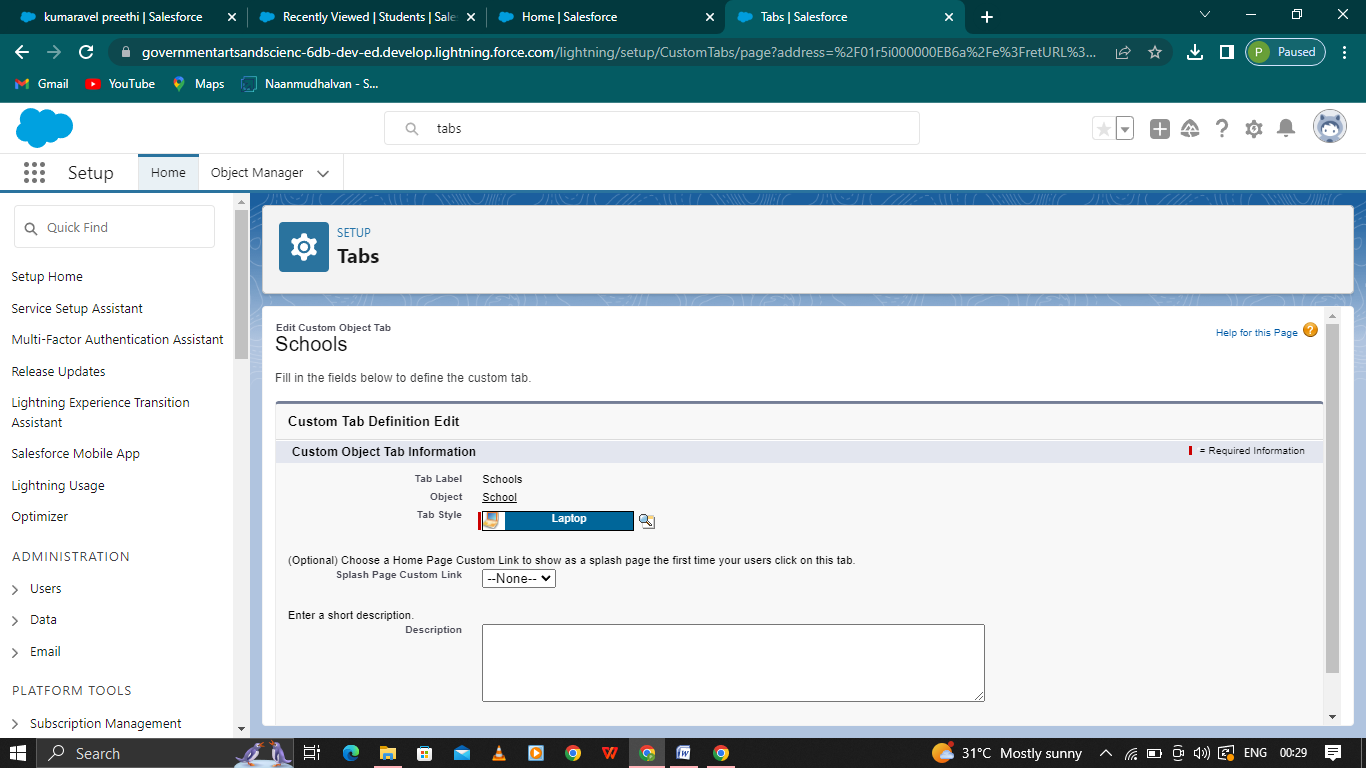 kumaravel preethi | Salesforce
Recently Viewed | Students | Sale
Home | Salesforce
Tabs | Salesforce
governmentartsandscienc-6db-dev-ed.develop.lightning.force.com/lightning/setup/CustomTabs/page?address=%2F01r5i000000EB6a%2Fe%3FretURL%3...
P Paused
Gmail
YouTube
Maps
Naanmudhalvan - S...
tabs
Setup
Home
Object Manager
Quick Find
Setup Home
Service Setup Assistant
Multi-Factor Authentication Assistant
Release Updates
Lightning Experience Transition
Assistant
Salesforce Mobile App
Lightning Usage
Optimizer
ADMINISTRATION
Users
Data
Email
PLATFORM TOOLS
Subscription Management
SETUP
Tabs
Edit Custom Object Tab
Schools
Help for this Page ?
Fill in the fields below to define the custom tab.
Custom Tab Definition Edit
Custom Object Tab Information
= Required Information
Tab Label Schools
Object School
Tab Style Laptop
(Optional) Choose a Home Page Custom Link to show as a splash page the first time your users click on this tab.
Splash Page Custom Link --None--
Enter a short description.
Description
Search
31°C Mostly sunny
ENG
00:29